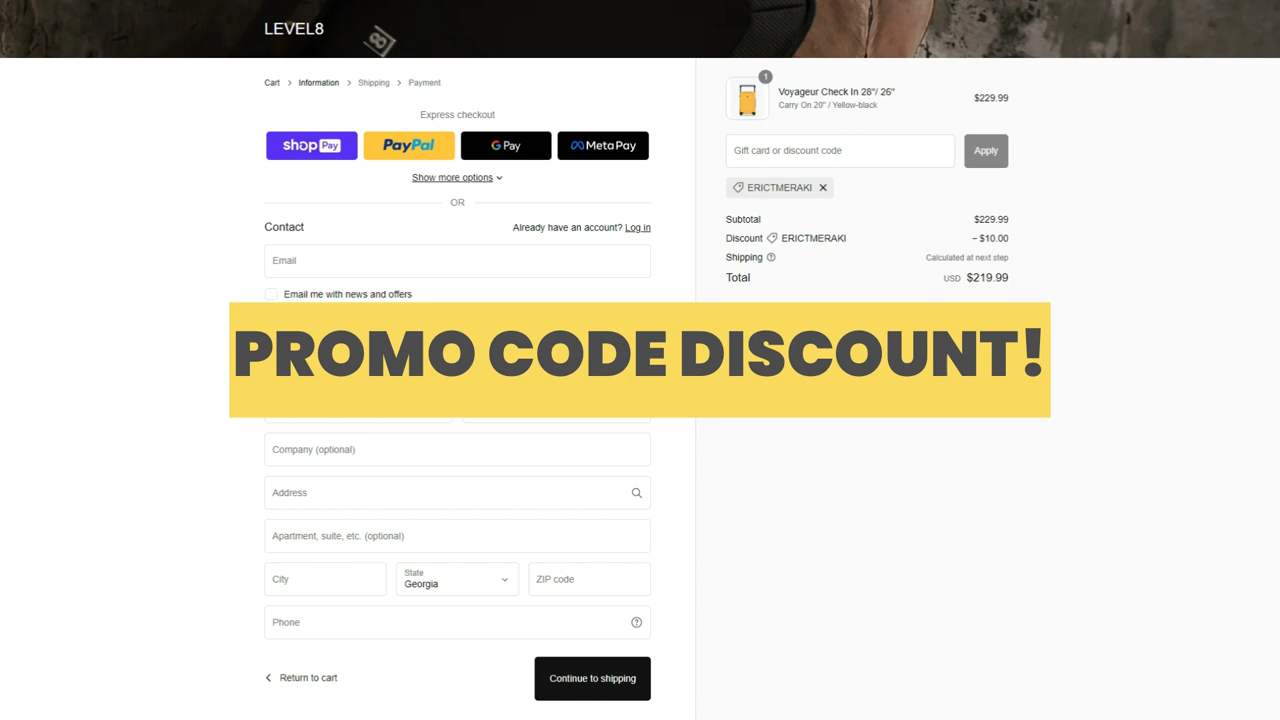 LEVEL8
Cart > Information > Shipping > Payment
Express checkout
shop Pay
PayPal
G Pay
Meta Pay
Show more options
OR
Contact
Already have an account? Log in
Email
Email me with news and offers
PROMO CODE DISCOUNT!
Company (optional)
Address
Apartment, suite, etc. (optional)
City
State
Georgia
ZIP code
Phone
Return to cart
Continue to shipping
1
Voyageur Check In 28"/ 26"
Carry On 20" / Yellow-black
$229.99
Gift card or discount code
Apply
ERICTMERAKI
Subtotal $229.99
Discount ERICTMERAKI − $10.00
Shipping Calculated at next step
Total USD $219.99